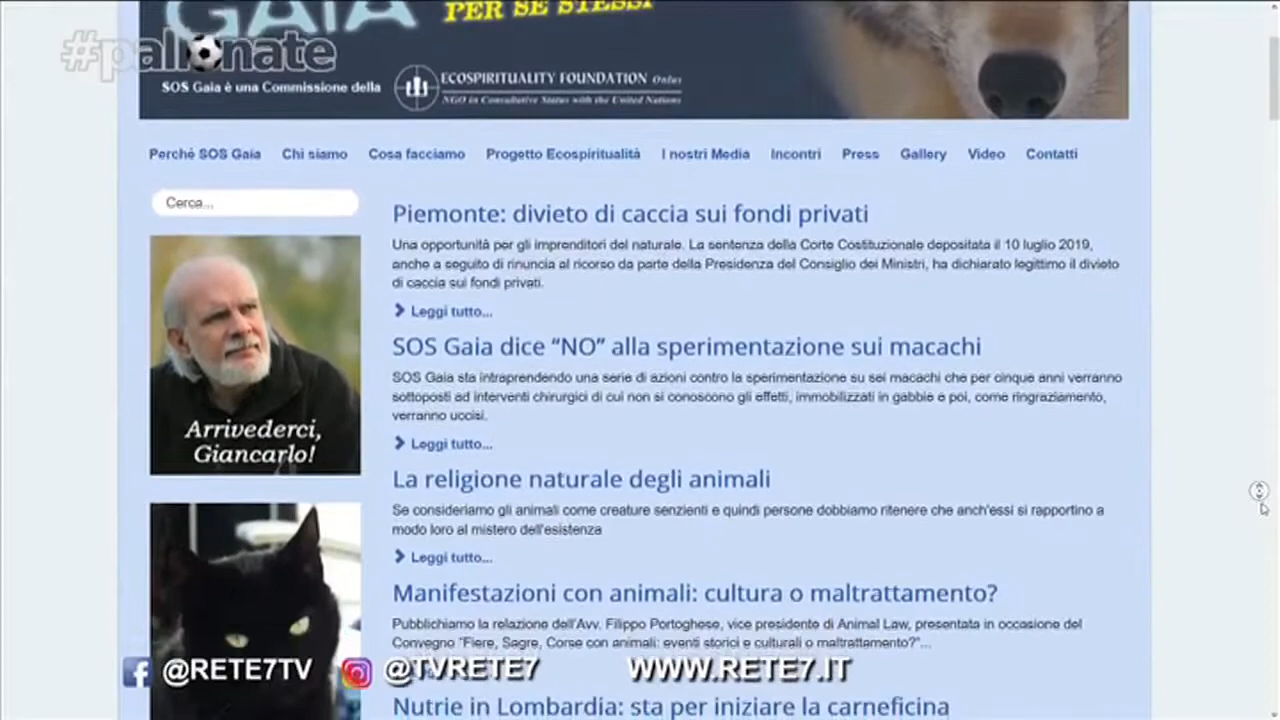 GAIA
PER SE STESSI
#pallonate
SOS Gaia è una Commissione della
ECOSPIRITUALITY FOUNDATION Onlus
NGO in Consultative Status with the United Nations
Perché SOS Gaia Chi siamo Cosa facciamo Progetto Ecospiritualità I nostri Media Incontri Press Gallery Video Contatti
Cerca...
Arrivederci,
Giancarlo!
Piemonte: divieto di caccia sui fondi privati
Una opportunità per gli imprenditori del naturale. La sentenza della Corte Costituzionale depositata il 10 luglio 2019,
anche a seguito di rinuncia al ricorso da parte della Presidenza del Consiglio dei Ministri, ha dichiarato legittimo il divieto
di caccia sui fondi privati.
Leggi tutto...
SOS Gaia dice “NO” alla sperimentazione sui macachi
SOS Gaia sta intraprendendo una serie di azioni contro la sperimentazione su sei macachi che per cinque anni verranno
sottoposti ad interventi chirurgici di cui non si conoscono gli effetti, immobilizzati in gabbie e poi, come ringraziamento,
verranno uccisi.
Leggi tutto...
La religione naturale degli animali
Se consideriamo gli animali come creature senzienti e quindi persone dobbiamo ritenere che anch'essi si rapportino a
modo loro al mistero dell'esistenza
Leggi tutto...
Manifestazioni con animali: cultura o maltrattamento?
Pubblichiamo la relazione dell'Avv. Filippo Portoghese, vice presidente di Animal Law, presentata in occasione del
Convegno "Fiere, Sagre, Corse con animali: eventi storici e culturali o maltrattamento?"...
@RETE7TV @TVRETE7 WWW.RETE7.IT
Nutrie in Lombardia: sta per iniziare la carneficina